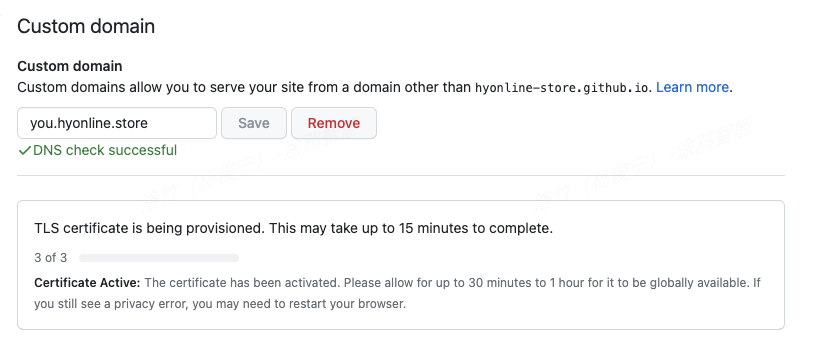 Custom domain
Custom domain
Custom domains allow you to serve your site from a domain other than hyonline-store.github.io. Learn more.
you.hyonline.store
Save
Remove
DNS check successful
TLS certificate is being provisioned. This may take up to 15 minutes to complete.
3 of 3
Certificate Active: The certificate has been activated. Please allow for up to 30 minutes to 1 hour for it to be globally available. If
you still see a privacy error, you may need to restart your browser.